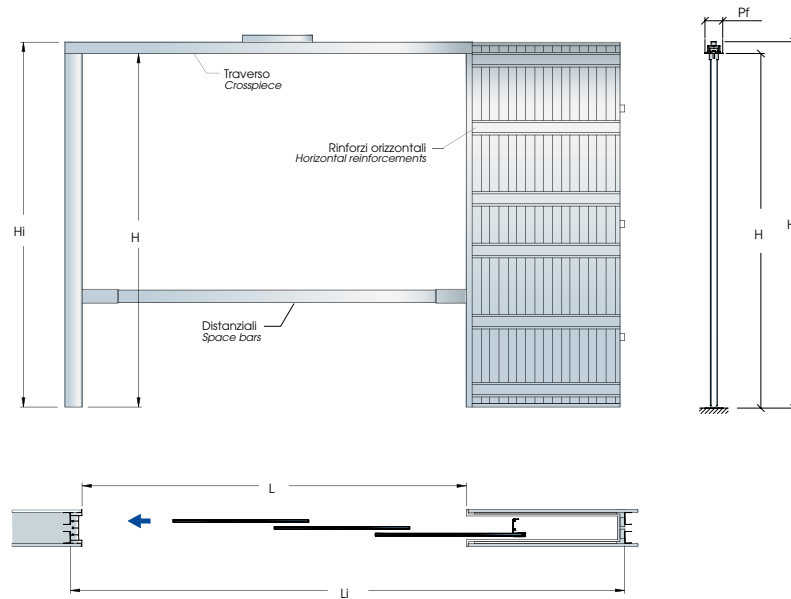 Pf
Traverso
Crosspiece
Rinforzi orizzontali
Horizontal reinforcements
Hi
H
H
H
Distanziali
Space bars
L
Li